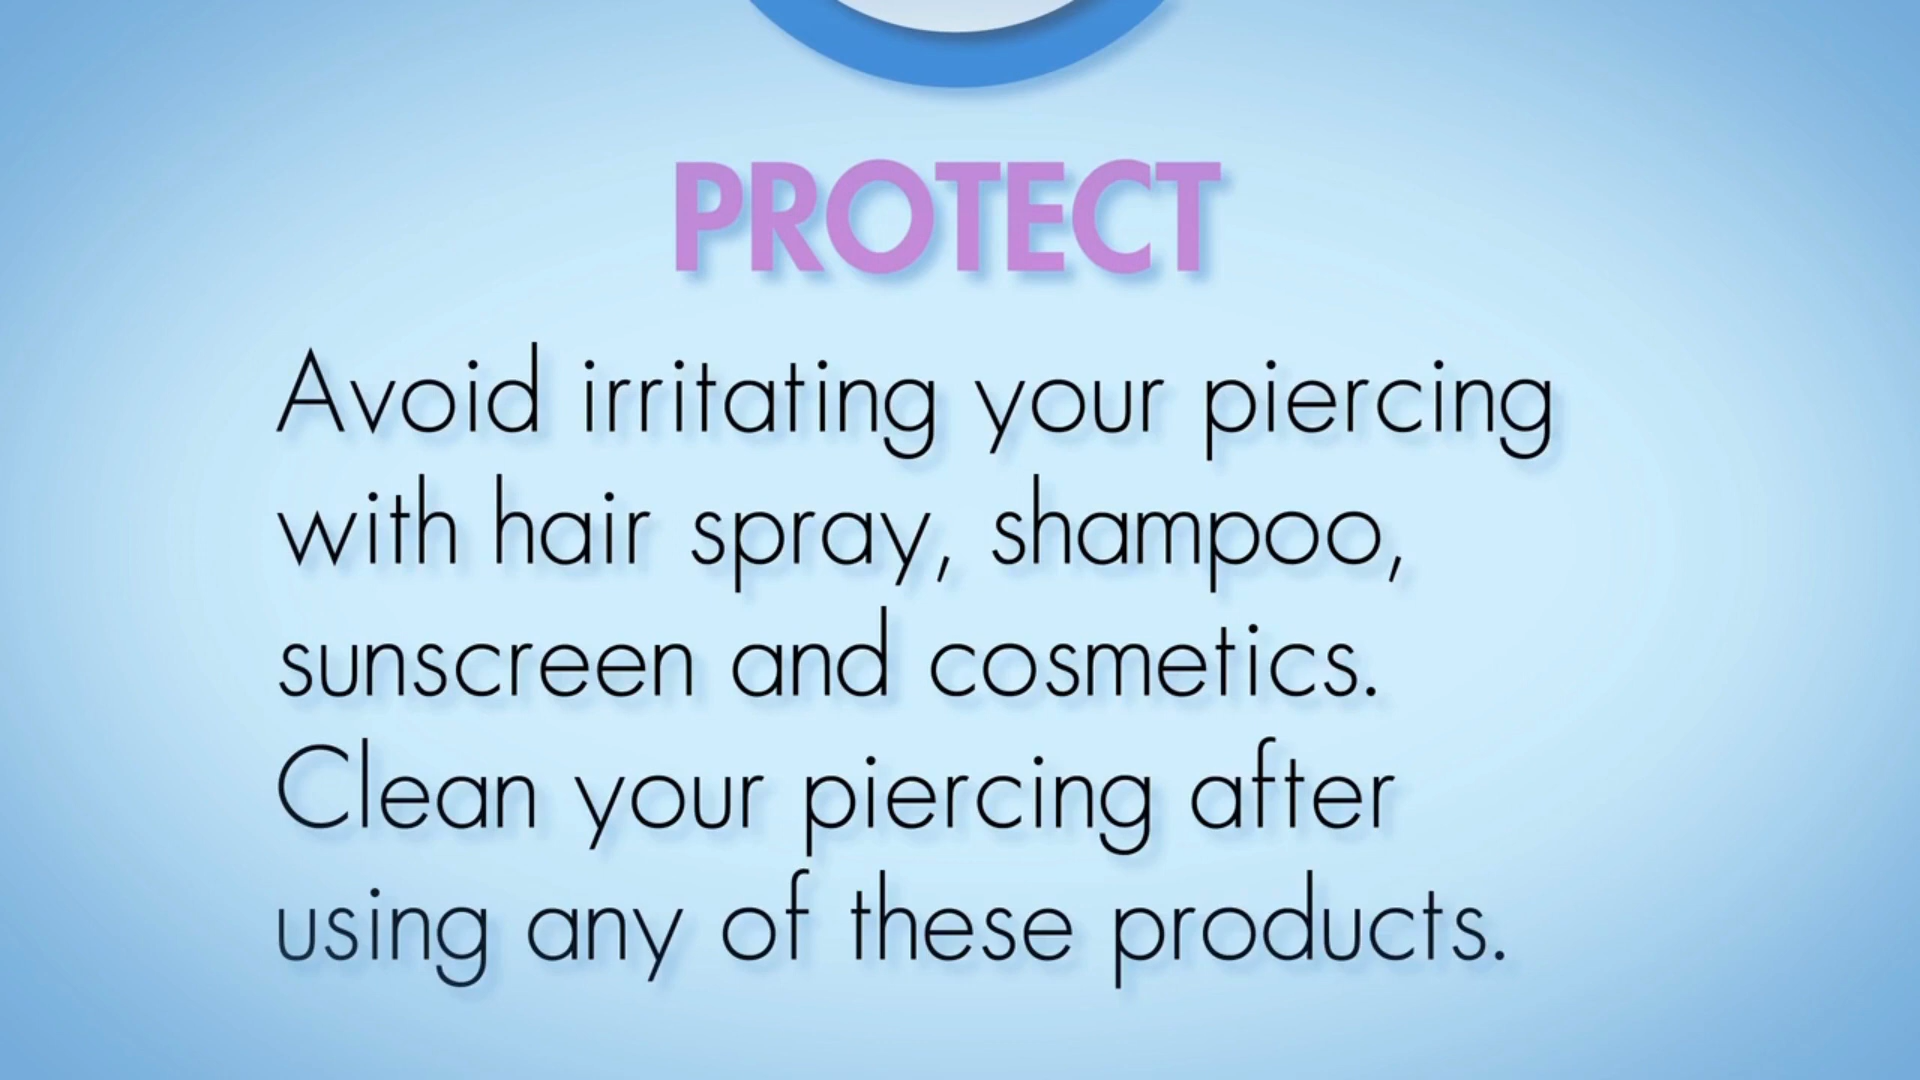 PROTECT
Avoid irritating your piercing
with hair spray, shampoo,
sunscreen and cosmetics.
Clean your piercing after
using any of these products.